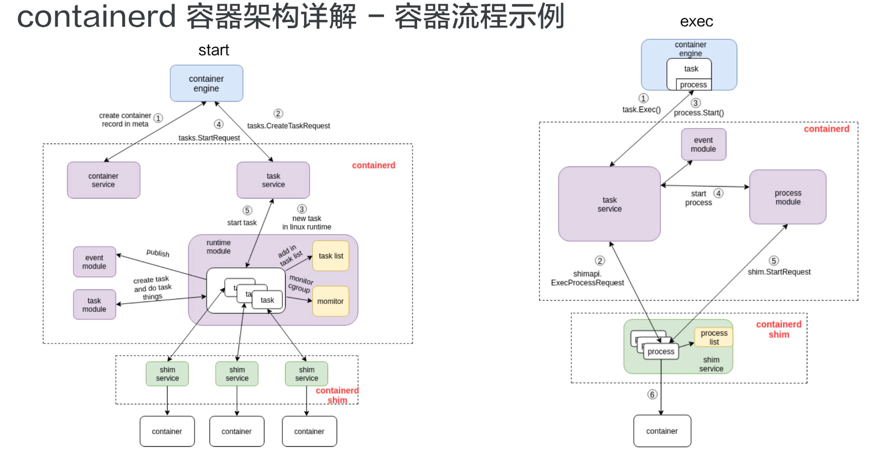 containerd 容器架构详解 – 容器流程示例
start
container
engine
create container
record in meta
①
②
tasks.CreateTaskRequest
④
tasks.StartRequest
containerd
container
service
task
service
⑤
start task
③
new task
in linux runtime
runtime
module
event
module
publish
add in
task list
task list
create task
and do task
things
task
module
monitor
cgroup
monitor
task
shim
service
shim
service
shim
service
containerd
shim
container
container
container
exec
container
engine
task
process
①
task.Exec()
③
process.Start()
containerd
event
module
task
service
start
process
④
process
module
②
shimapi.
ExecProcessRequest
⑤
shim.StartRequest
containerd
shim
process
list
process
shim
service
⑥
container